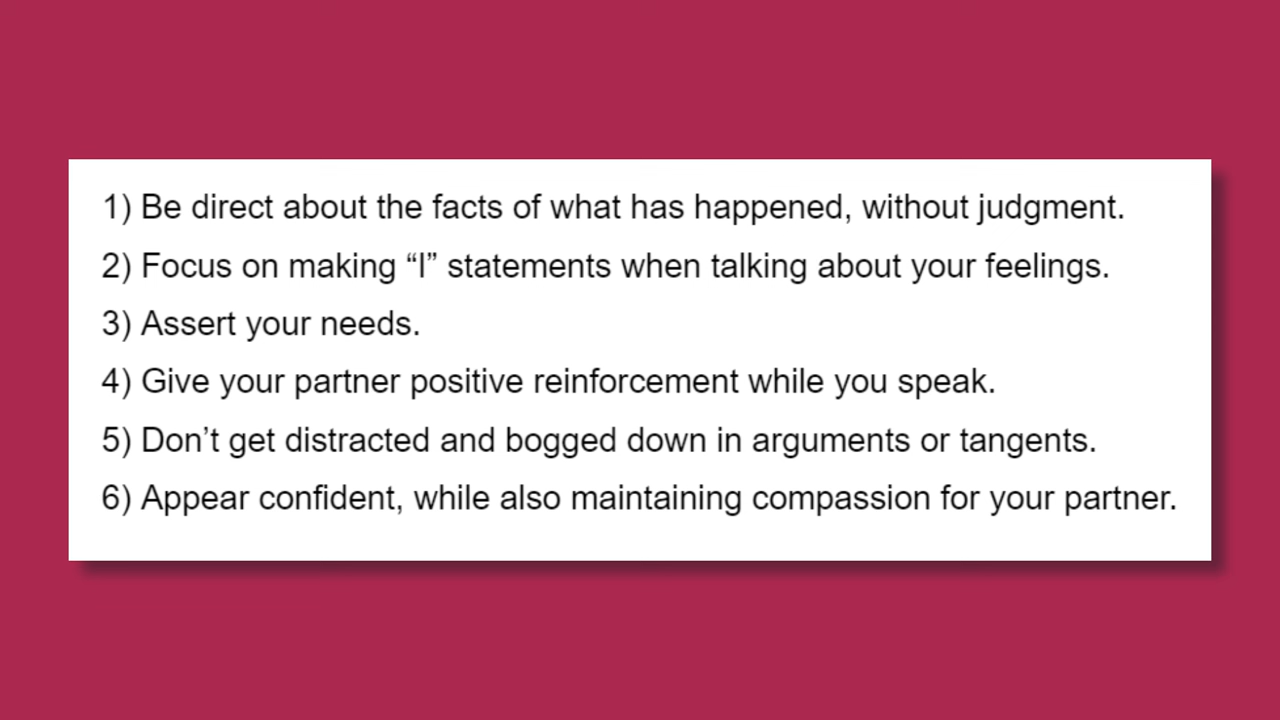 1) Be direct about the facts of what has happened, without judgment.
2) Focus on making “I” statements when talking about your feelings.
3) Assert your needs.
4) Give your partner positive reinforcement while you speak.
5) Don’t get distracted and bogged down in arguments or tangents.
6) Appear confident, while also maintaining compassion for your partner.